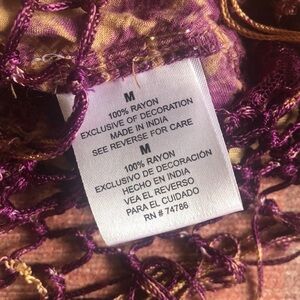 M
100% RAYON
EXCLUSIVE OF DECORATION
MADE IN INDIA
SEE REVERSE FOR CARE
M
100% RAYON
EXCLUSIVO DE DECORACIÓN
HECHO EN INDIA
VEA EL REVERSO
PARA EL CUIDADO
RN # 74786